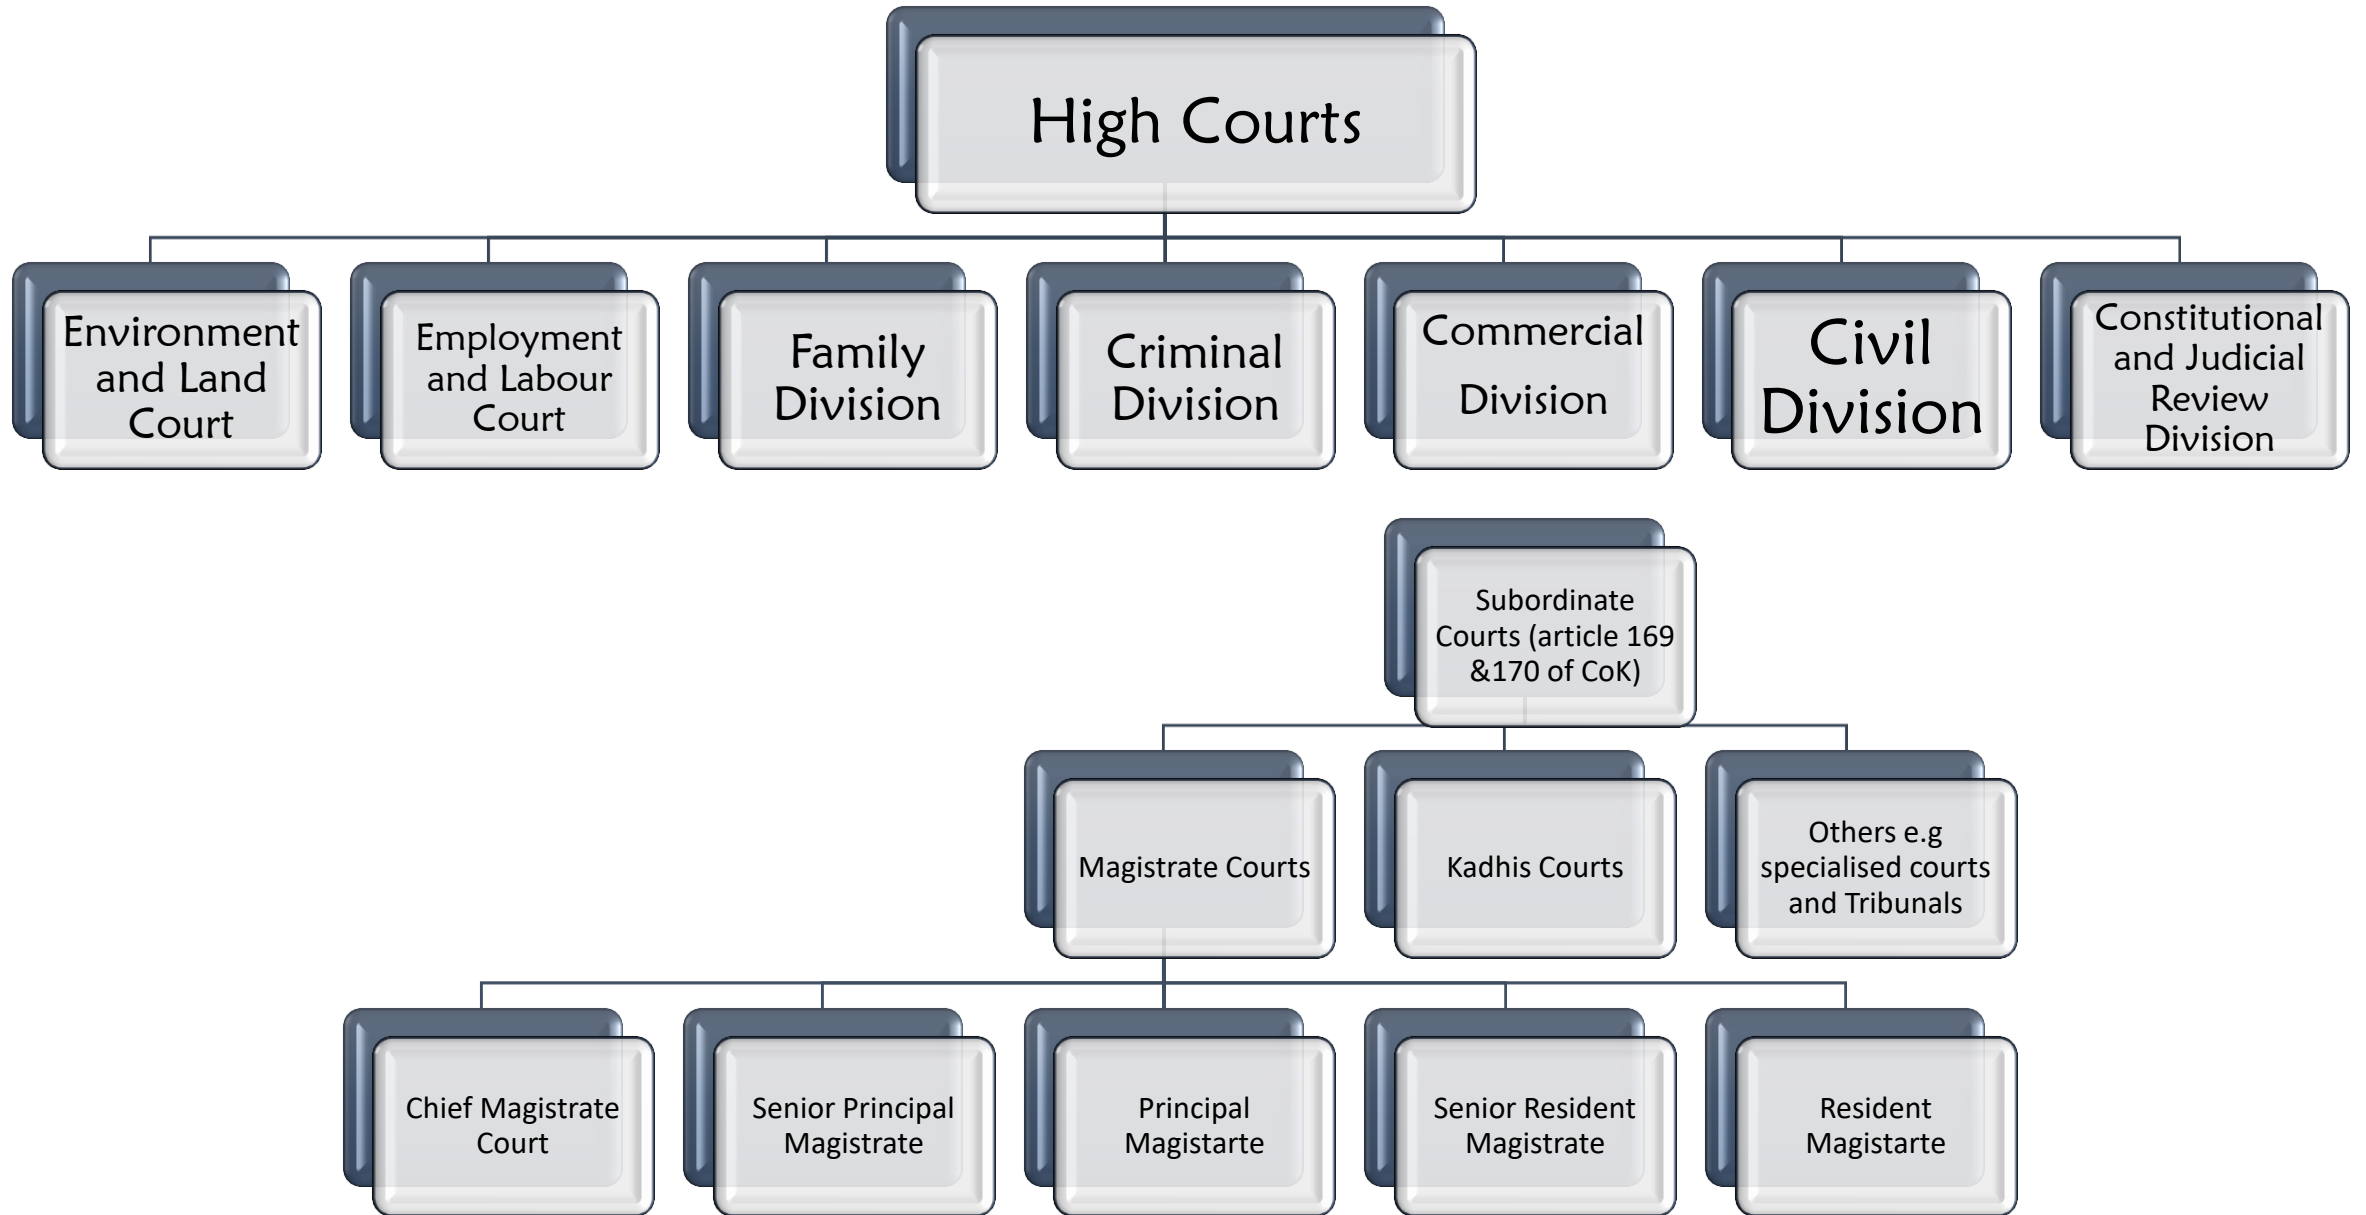 High Courts
Environment
and Land
Court
Employment
and Labour
Court
Family
Division
Criminal
Division
Commercial
Division
Civil
Division
Constitutional
and Judicial
Review
Division
Subordinate
Courts (article 169
&170 of CoK)
Magistrate Courts
Kadhis Courts
Others e.g
specialised courts
and Tribunals
Chief Magistrate
Court
Senior Principal
Magistrate
Principal
Magistarte
Senior Resident
Magistrate
Resident
Magistarte